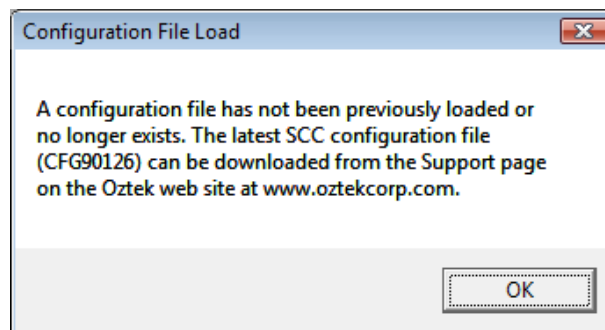 Configuration File Load
A configuration file has not been previously loaded or
no longer exists. The latest SCC configuration file
(CFG90126) can be downloaded from the Support page
on the Oztek web site at www.oztekcorp.com.
OK